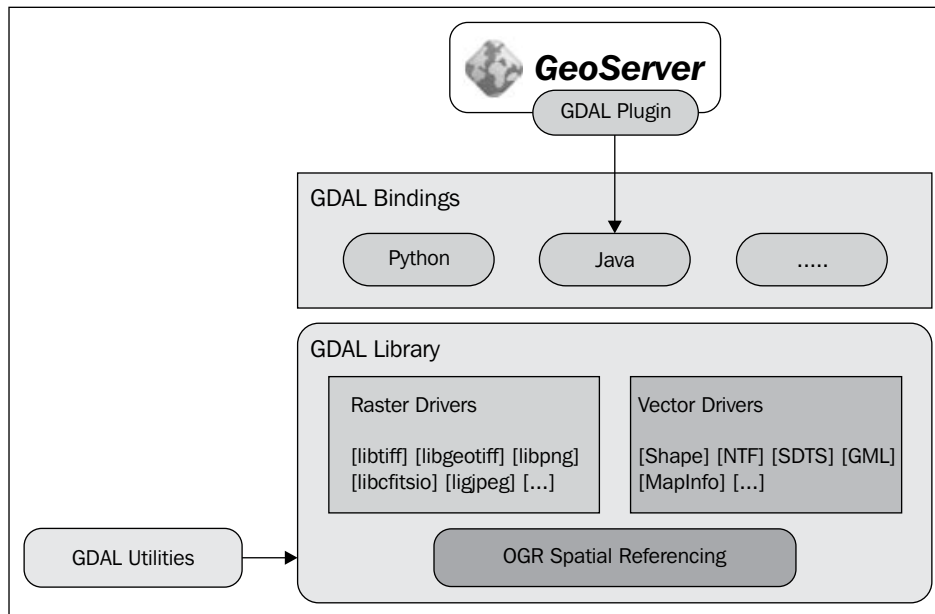 GeoServer
GDAL Plugin
GDAL Bindings
Python
Java
.....
GDAL Library
Raster Drivers
[libtiff] [libgeotiff] [libpng]
[libcfitsio] [ligjpeg] [...]
Vector Drivers
[Shape] [NTF] [SDTS] [GML]
[MapInfo] [...]
GDAL Utilities
OGR Spatial Referencing